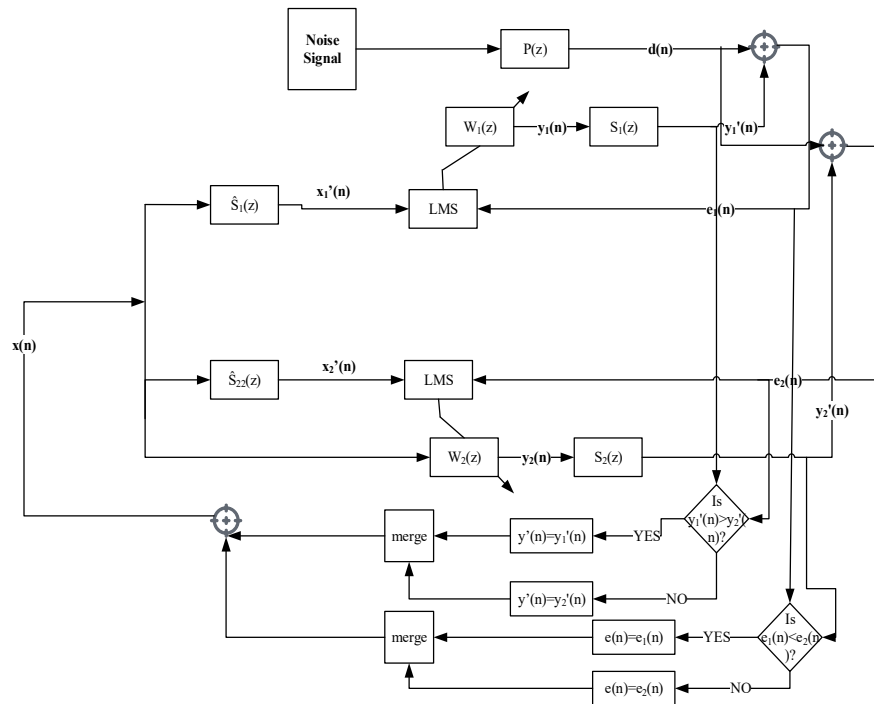 Noise
Signal
P(z)
d(n)
W1(z)
y1(n)
S1(z)
y1'(n)
Ŝ1(z)
x1’(n)
LMS
e1(n)
x(n)
Ŝ22(z)
x2’(n)
LMS
e2(n)
y2'(n)
W2(z)
y2(n)
S2(z)
Is
y1'(n)>y2'(
n)?
merge
y’(n)=y1’(n)
YES
y’(n)=y2’(n)
NO
merge
e(n)=e1(n)
YES
Is
e1(n)<e2(n
)?
e(n)=e2(n)
NO